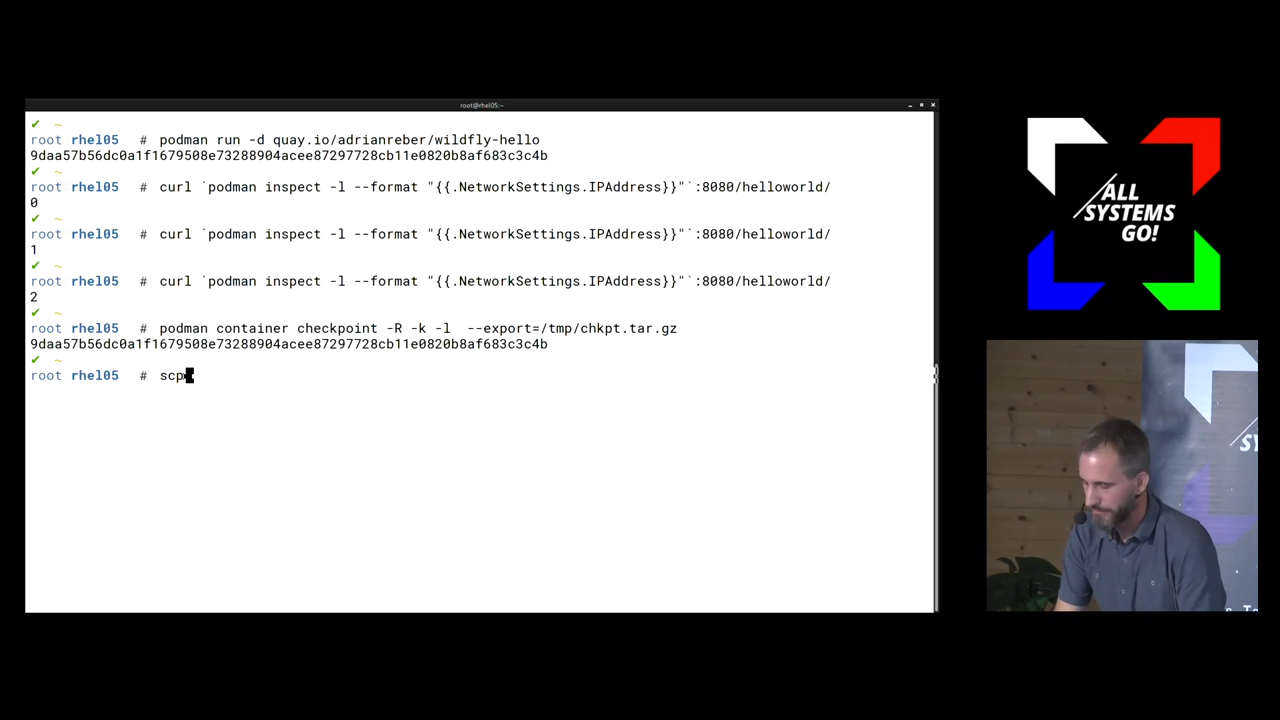 root@rhel05:~
✔ ~
root rhel05 # podman run -d quay.io/adrianreber/wildfly-hello
9daa57b56dc0a1f1679508e73288904acee87297728cb11e0820b8af683c3c4b
✔ ~
root rhel05 # curl `podman inspect -l --format "{{.NetworkSettings.IPAddress}}"`:8080/helloworld/
0
✔ ~
root rhel05 # curl `podman inspect -l --format "{{.NetworkSettings.IPAddress}}"`:8080/helloworld/
1
✔ ~
root rhel05 # curl `podman inspect -l --format "{{.NetworkSettings.IPAddress}}"`:8080/helloworld/
2
✔ ~
root rhel05 # podman container checkpoint -R -k -l  --export=/tmp/chkpt.tar.gz
9daa57b56dc0a1f1679508e73288904acee87297728cb11e0820b8af683c3c4b
✔ ~
root rhel05 # scp
ALL
SYSTEMS
GO!